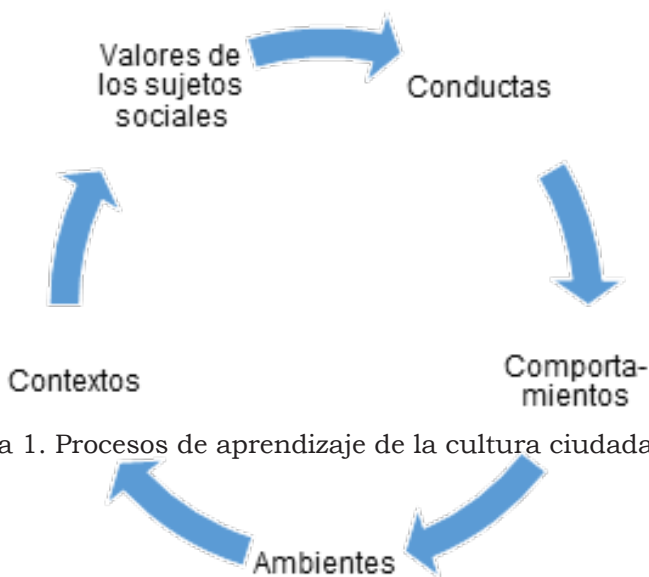 Valores de
los sujetos
sociales
Conductas
Comporta-
mientos
Contextos
a 1. Procesos de aprendizaje de la cultura ciudada
Ambientes